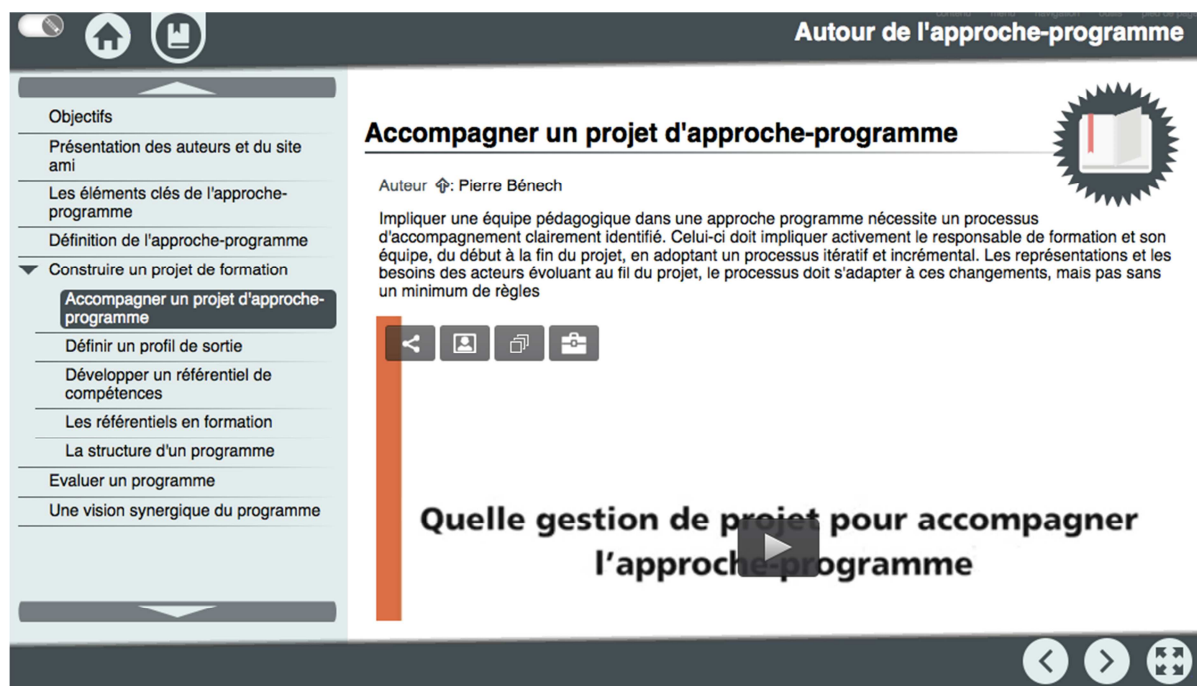 contenu menu navigation outils pied de page
Autour de l'approche-programme
Objectifs
Présentation des auteurs et du site
ami
Les éléments clés de l'approche-
programme
Définition de l'approche-programme
Construire un projet de formation
Accompagner un projet d'approche-
programme
Définir un profil de sortie
Développer un référentiel de
compétences
Les référentiels en formation
La structure d'un programme
Evaluer un programme
Une vision synergique du programme
Accompagner un projet d'approche-programme
Auteur : Pierre Bénech
Impliquer une équipe pédagogique dans une approche programme nécessite un processus
d'accompagnement clairement identifié. Celui-ci doit impliquer activement le responsable de formation et son
équipe, du début à la fin du projet, en adoptant un processus itératif et incrémental. Les représentations et les
besoins des acteurs évoluant au fil du projet, le processus doit s'adapter à ces changements, mais pas sans
un minimum de règles
Quelle gestion de projet pour accompagner
l'approche-programme